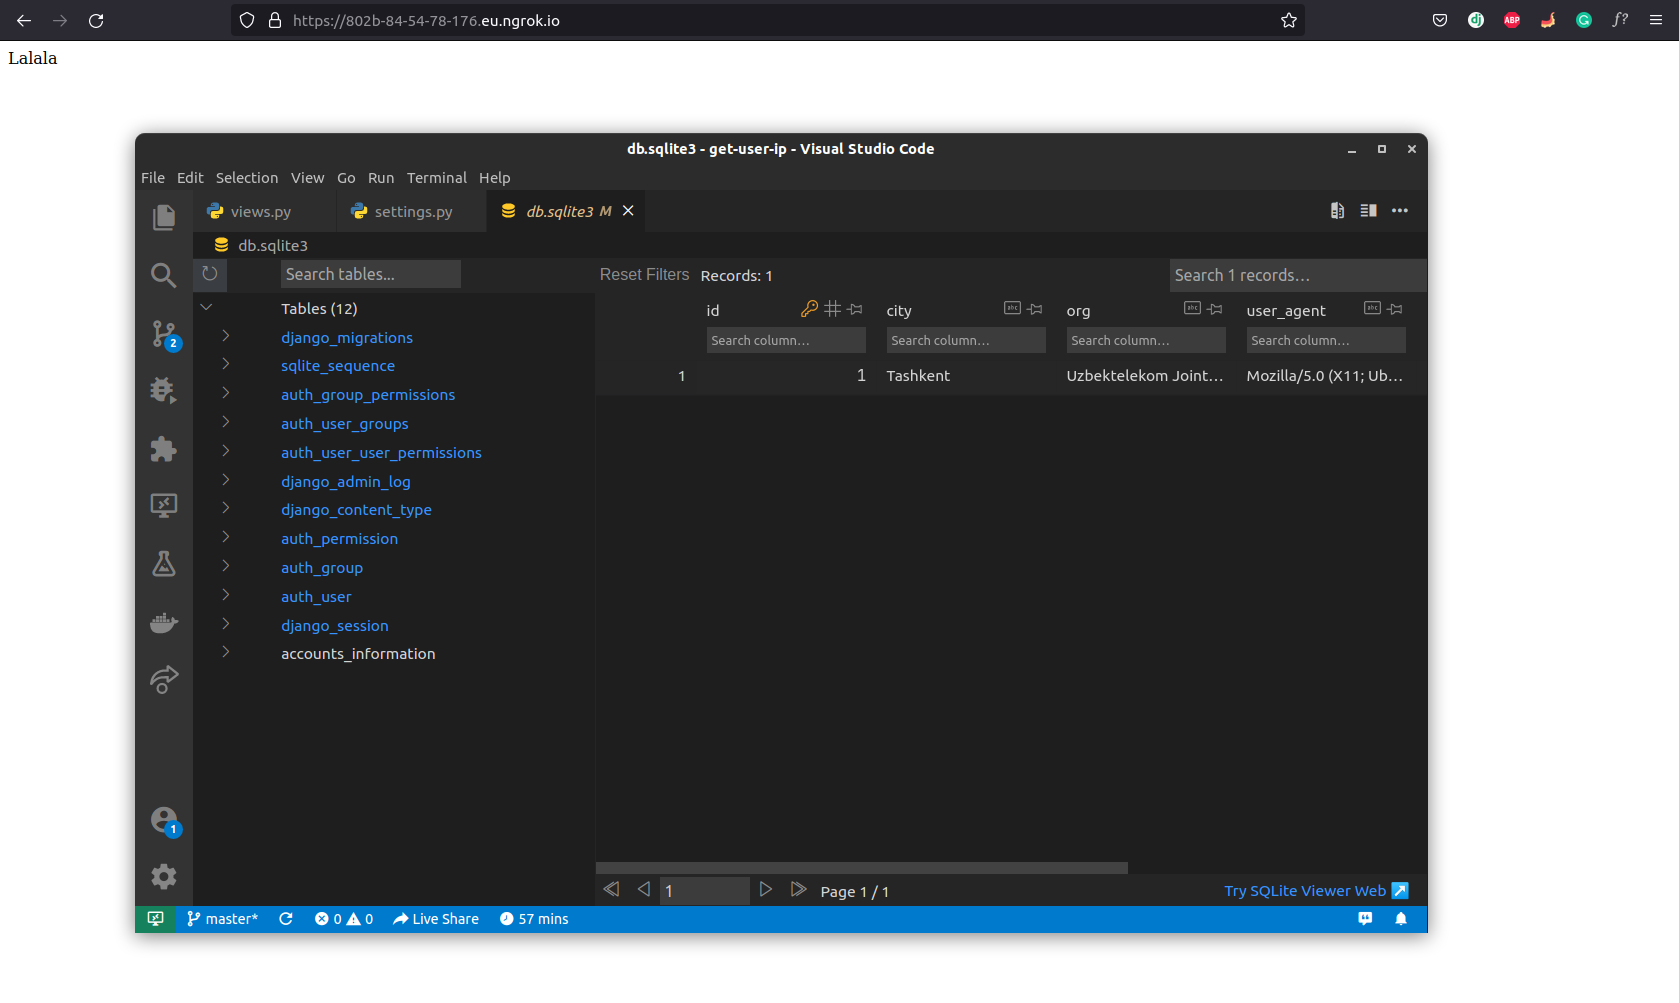 https://802b-84-54-78-176.eu.ngrok.io
ABP
f?
Lalala
db.sqlite3 - get-user-ip - Visual Studio Code
File Edit Selection View Go Run Terminal Help
views.py settings.py db.sqlite3 M
db.sqlite3
Search tables... Reset Filters Records: 1 Search 1 records...
Tables (12) id city org user_agent
Search column... Search column... Search column... Search column...
1 1 Tashkent Uzbektelekom Joint... Mozilla/5.0 (X11; Ub...
django_migrations
sqlite_sequence
auth_group_permissions
auth_user_groups
auth_user_user_permissions
django_admin_log
django_content_type
auth_permission
auth_group
auth_user
django_session
accounts_information
2
1
1 Page 1 / 1 Try SQLite Viewer Web
master* 0 0 Live Share 57 mins